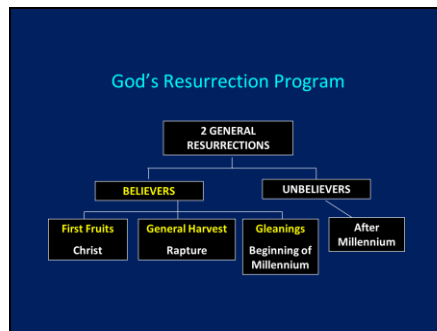 God's Resurrection Program
2 GENERAL
RESURRECTIONS
BELIEVERS
UNBELIEVERS
First Fruits
Christ
General Harvest
Rapture
Gleanings
Beginning of
Millennium
After
Millennium